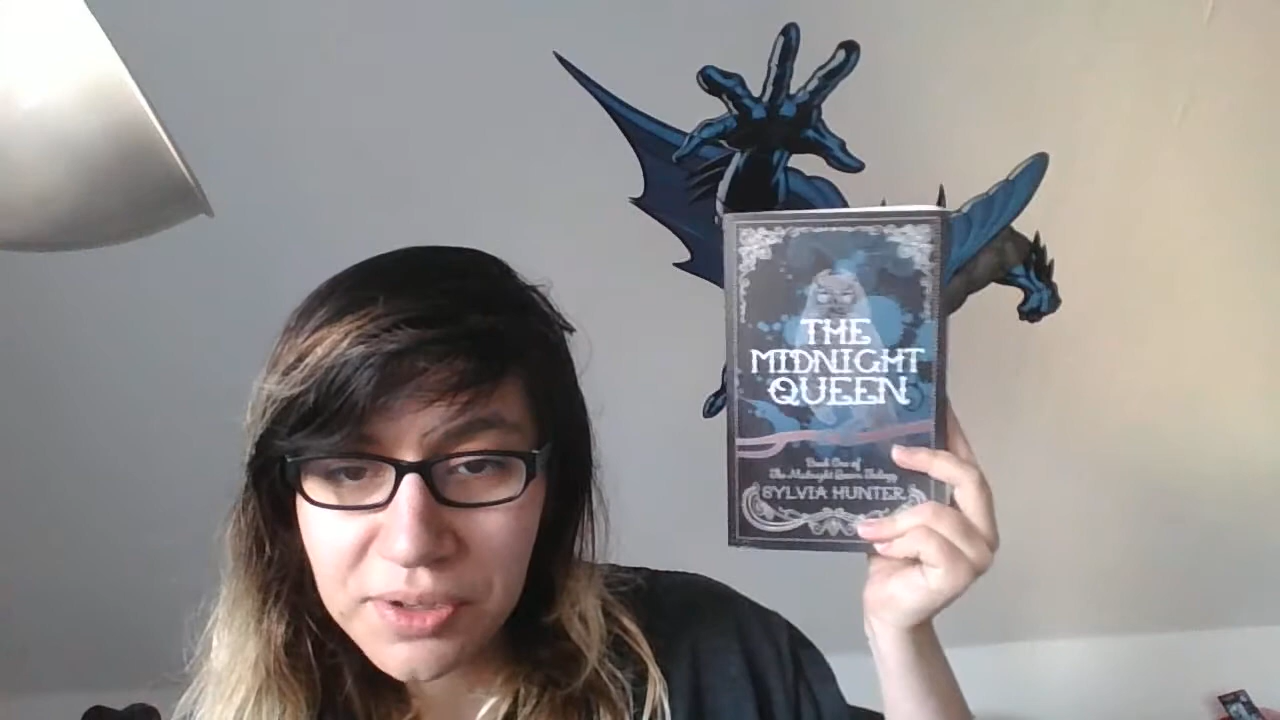 THE
MIDNIGHT
QUEEN
Book One of
The Midnight Queen Trilogy
SYLVIA HUNTER